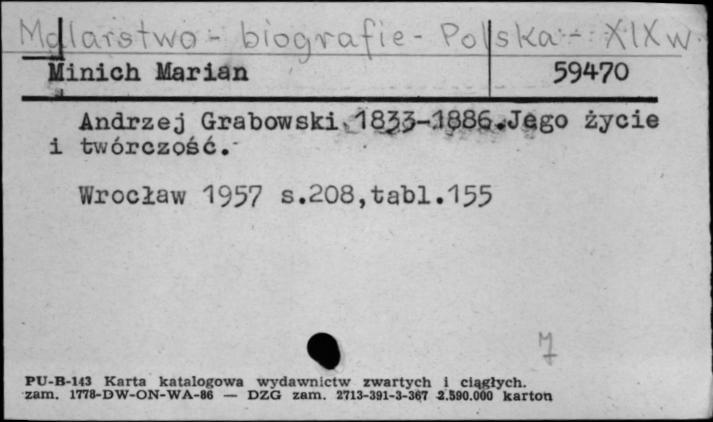 Malarstwo - biografie - Polska - XIX w.
Minich Marian 59470
Andrzej Grabowski 1833-1886.Jego życie
i twórczość.
Wrocław 1957 s.208,tabl.155
7
PU-B-143 Karta katalogowa wydawnictw zwartych i ciągłych.
zam. 1778-DW-ON-WA-86 — DZG zam. 2713-391-3-367 2.590.000 karton